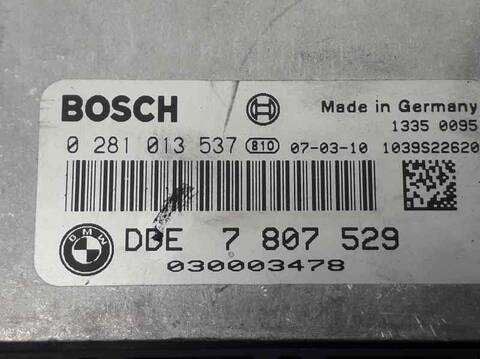 BOSCH
Made in Germany
1335 0095
0 281 013 537 810 07-03-10 1039S22620
BMW
DDE 7 807 529
030003478